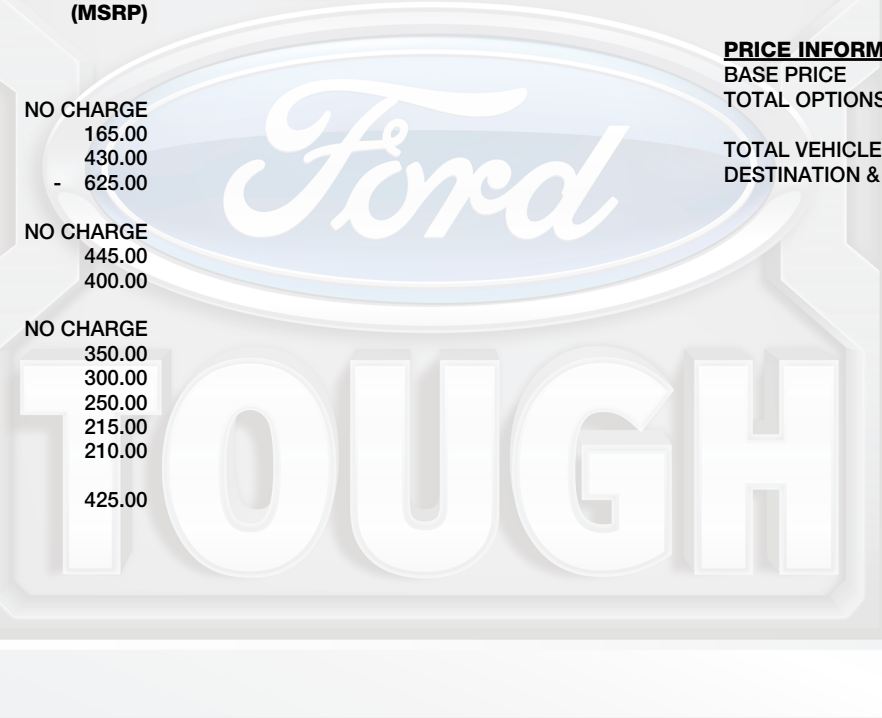 (MSRP)
NO CHARGE
165.00
430.00
- 625.00
NO CHARGE
445.00
400.00
NO CHARGE
350.00
300.00
250.00
215.00
210.00
425.00
PRICE INFORM
BASE PRICE
TOTAL OPTIONS
TOTAL VEHICLE
DESTINATION &
Ford
TOUGH